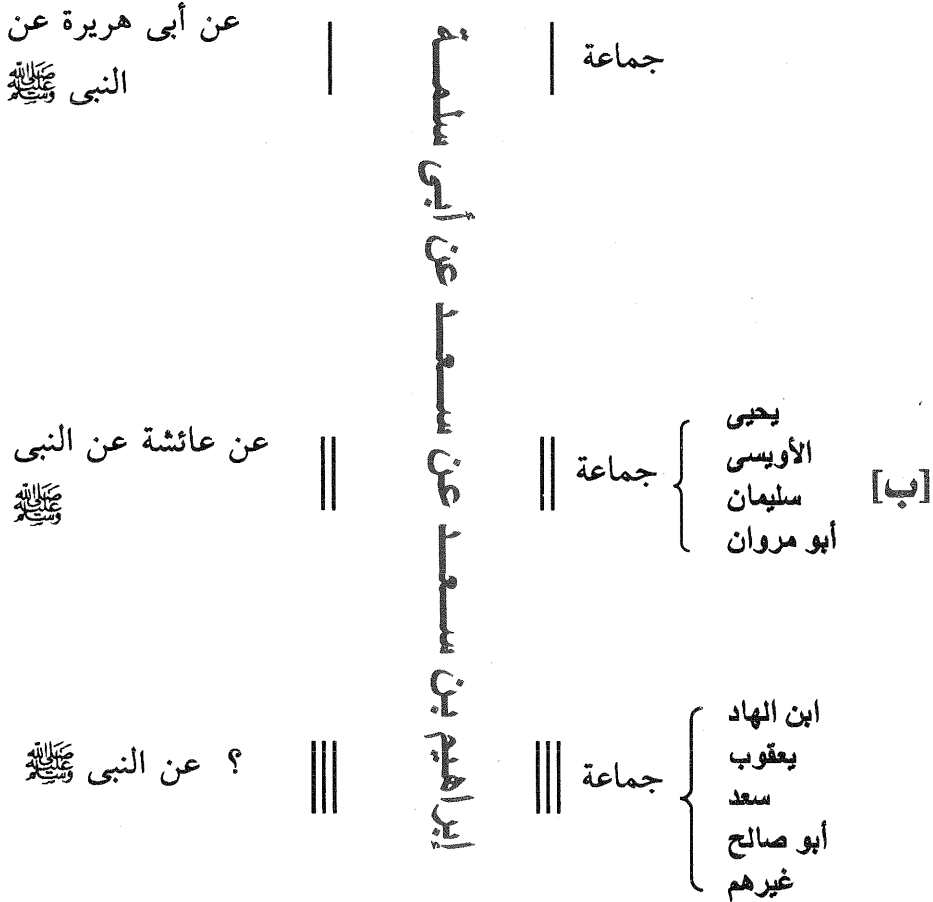 جماعة
عن أبى هريرة عن
النبى ﷺ
إبراهيم بن سعد عن سعد عن أبى سلمة
[ب]
يحيى
الأويسى
سليمان
أبو مروان
جماعة
عن عائشة عن النبى
ﷺ
ابن الهاد
يعقوب
سعد
أبو صالح
غيرهم
جماعة
؟ عن النبى ﷺ